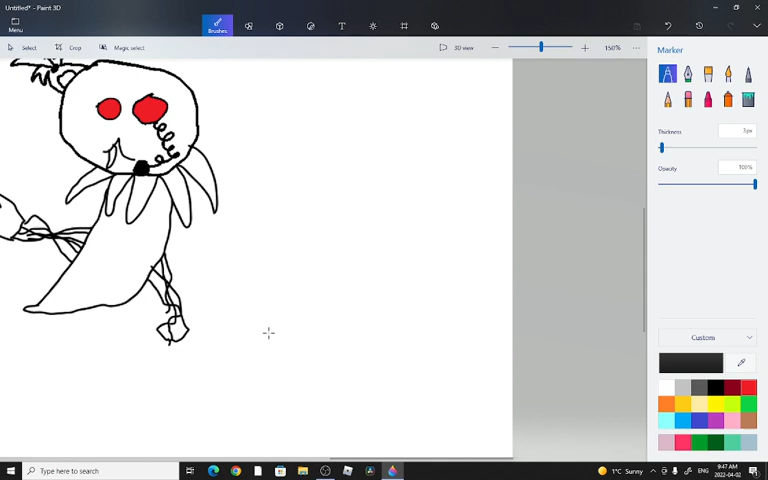 Untitled* - Paint 3D
Menu
Brushes
Select
Crop
Magic select
3D view
150%
Marker
Thickness
3px
Opacity
100%
Custom
Type here to search
1°C Sunny
ENG
9:47 AM
2022-04-02